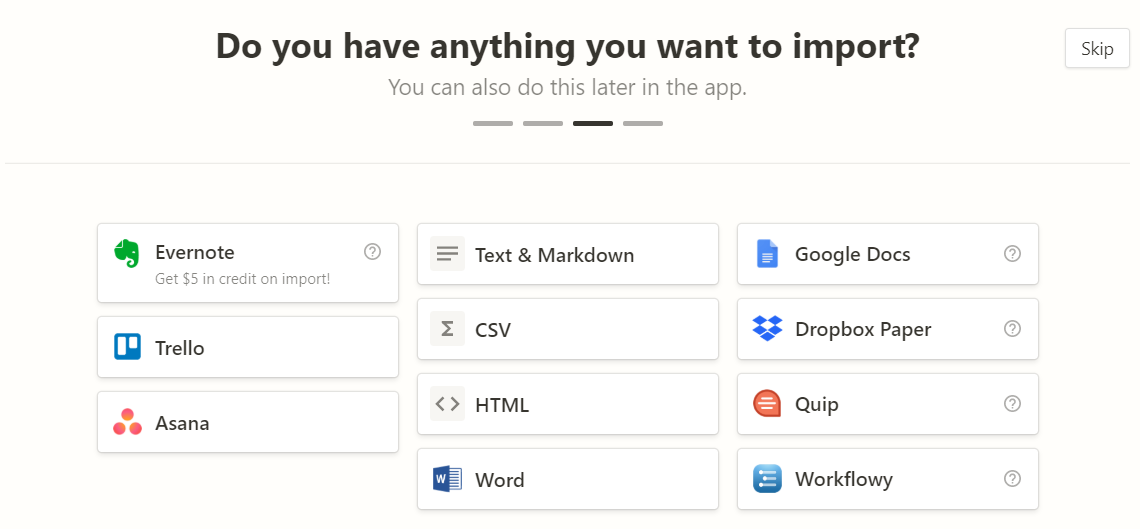 Do you have anything you want to import?
Skip
You can also do this later in the app.
Evernote
Get $5 in credit on import!
Trello
Asana
Text & Markdown
Σ
CSV
HTML
W
Word
Google Docs
Dropbox Paper
Quip
Workflowy